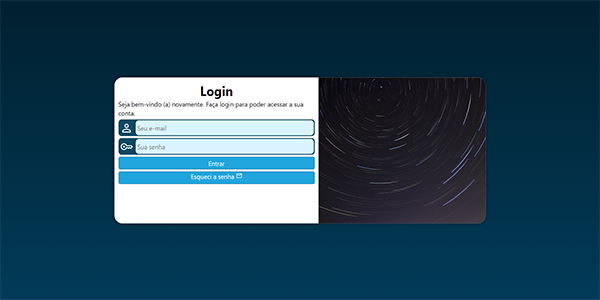 Login
Seja bem-vindo (a) novamente. Faça login para poder acessar a sua
conta.
Seu e-mail
Sua senha
Entrar
Esqueci a senha